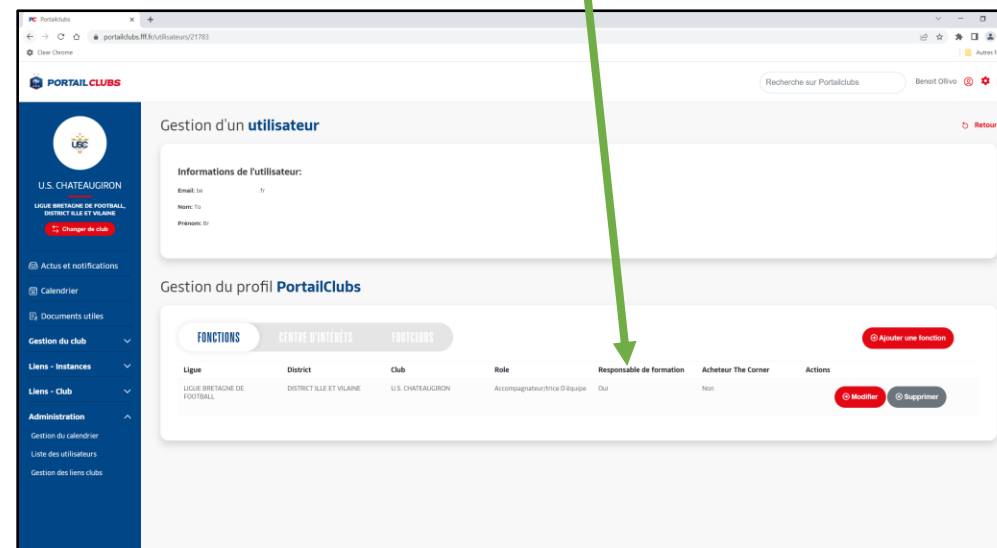 Portailclubs
portailclubs.fff.fr/utilisateurs/21783
Clear Chrome
Autres f
PORTAIL CLUBS
Recherche sur Portailclubs
Benoit Ollivo
USC
U.S. CHATEAUGIRON
LIGUE BRETAGNE DE FOOTBALL,
DISTRICT ILLE ET VILAINE
Changer de club
Actus et notifications
Calendrier
Documents utiles
Gestion du club
Liens - Instances
Liens - Club
Administration
Gestion du calendrier
Liste des utilisateurs
Gestion des liens clubs
Gestion d'un utilisateur
Retour
Informations de l'utilisateur:
Email: be .fr
Nom: To
Prénom: Br
Gestion du profil PortailClubs
FONCTIONS CENTRE D'INTERÊTS FOOTCLUBS
Ajouter une fonction
Ligue District Club Role Responsable de formation Acheteur The Corner Actions
LIGUE BRETAGNE DE FOOTBALL DISTRICT ILLE ET VILAINE U.S. CHATEAUGIRON Accompagnateur/trice D'équipe Oui Non Modifier Supprimer